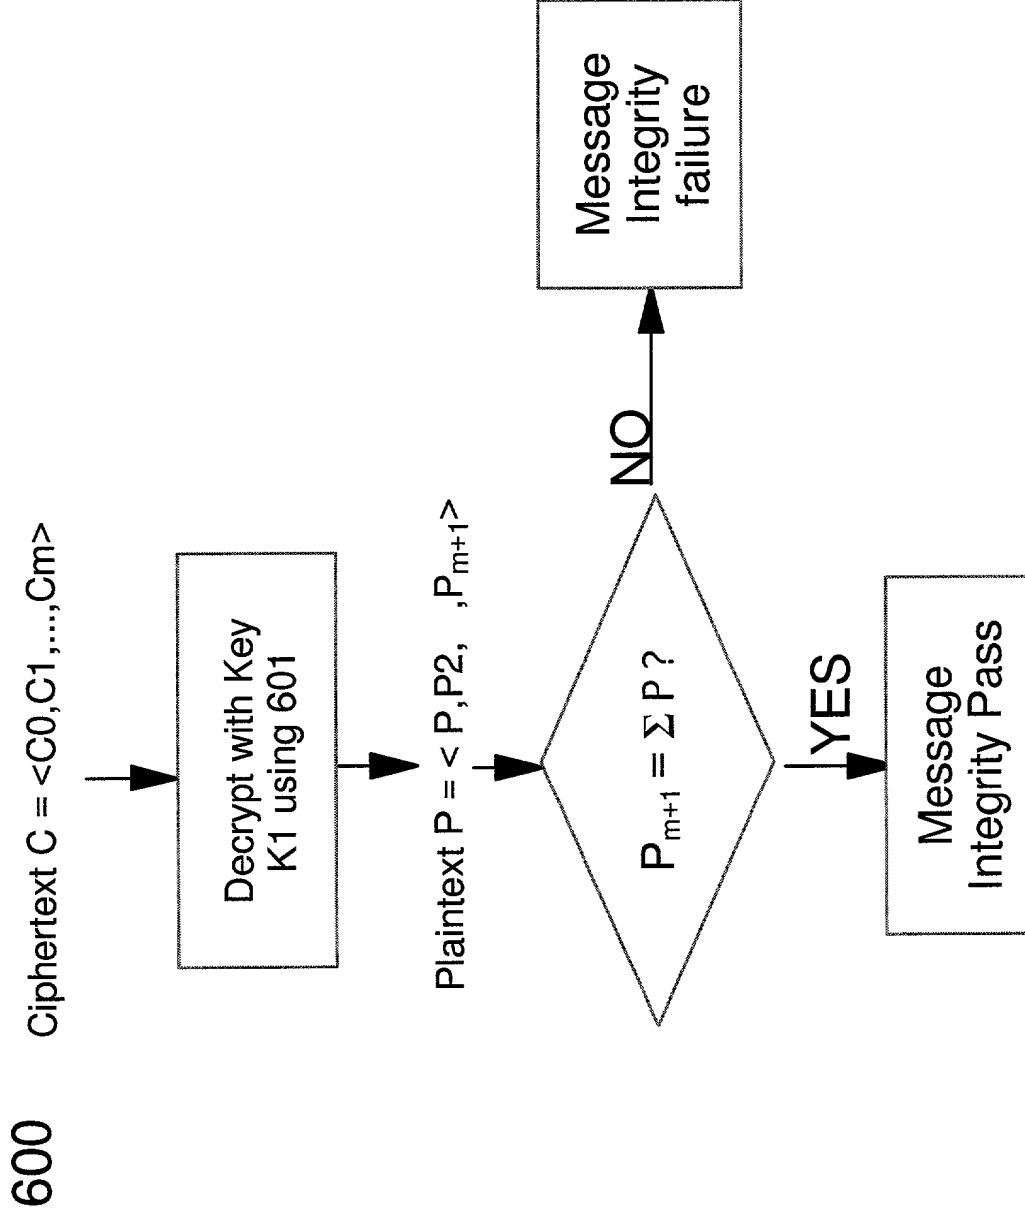 600
Ciphertext C = <C0,C1,...,Cm>
Decrypt with Key
K1 using 601
Plaintext P = < P,P2, ,Pm+1>
Pm+1 = Σ P ?
NO
Message
Integrity
failure
YES
Message
Integrity Pass